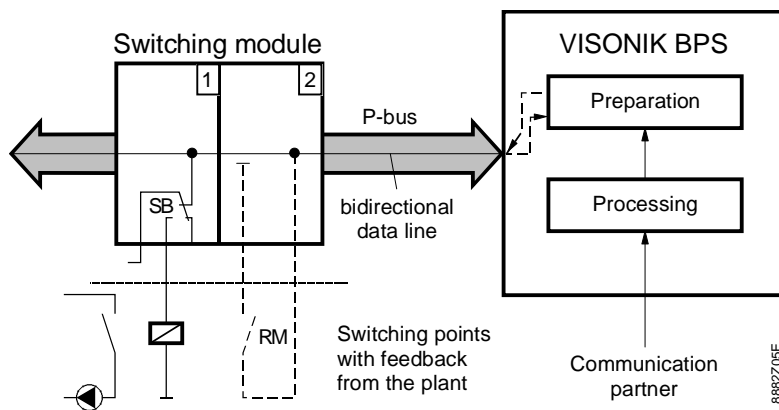 Switching module
VISONIK BPS
1
2
P-bus
Preparation
SB
bidirectional
data line
Processing
RM
Switching points
with feedback
from the plant
Communication
partner
8882Z05E